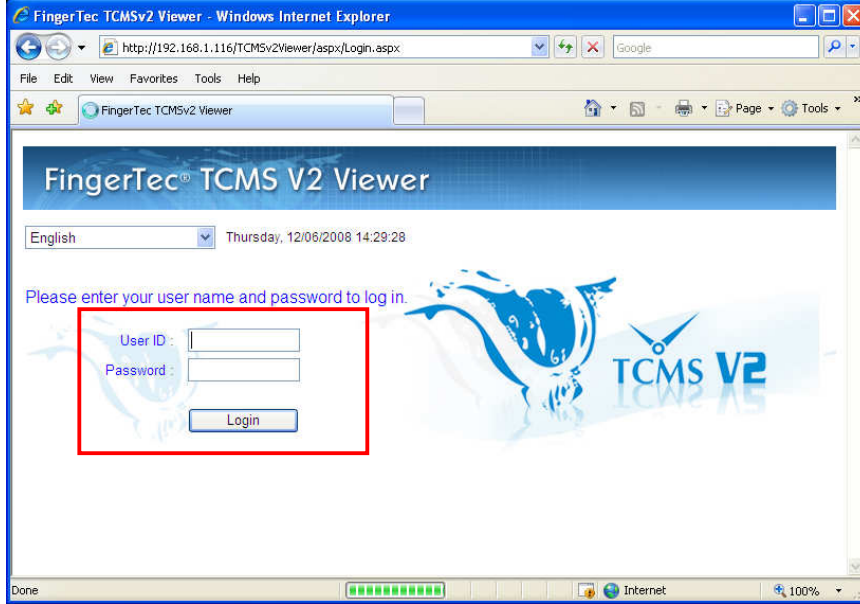 FingerTec TCMSv2 Viewer - Windows Internet Explorer
http://192.168.1.116/TCMSv2Viewer/aspx/Login.aspx
Google
File Edit View Favorites Tools Help
FingerTec TCMSv2 Viewer
Page Tools »
FingerTec® TCMS V2 Viewer
English Thursday, 12/06/2008 14:29:28
Please enter your user name and password to log in.
User ID :
Password :
Login
TCMS V2
Done Internet 100%